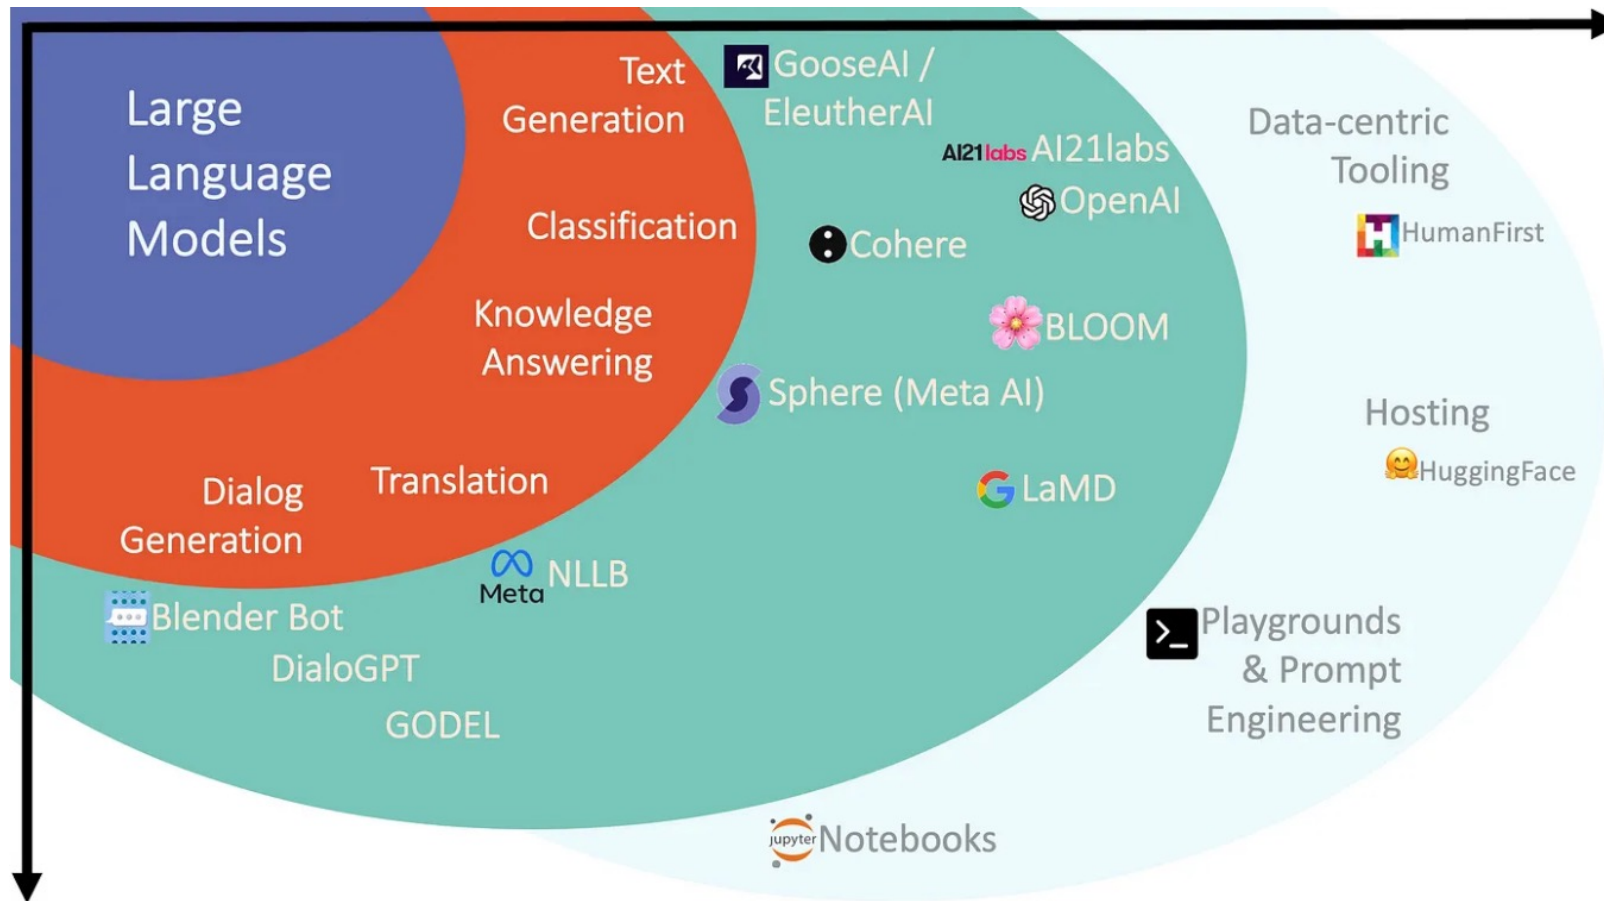 Large
Language
Models
Text
Generation
Classification
Knowledge
Answering
Translation
Dialog
Generation
GooseAI /
EleutherAI
AI21labs AI21labs
OpenAI
Cohere
BLOOM
Sphere (Meta AI)
LaMD
Meta NLLB
Blender Bot
DialoGPT
GODEL
Data-centric
Tooling
H HumanFirst
Hosting
HuggingFace
>_ Playgrounds
& Prompt
Engineering
jupyter Notebooks